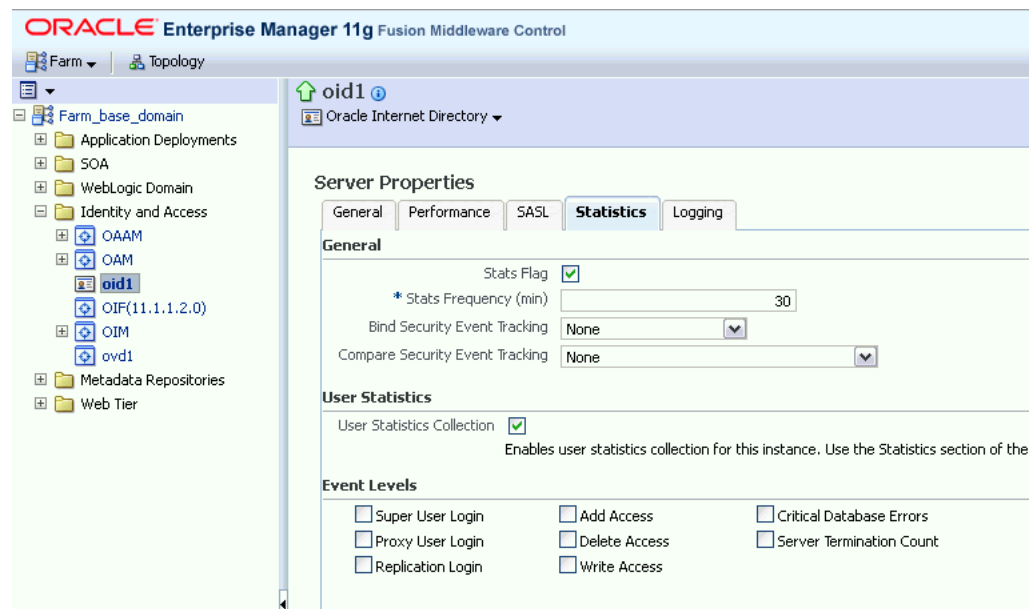 ORACLE Enterprise Manager 11g Fusion Middleware Control
Farm Topology
Farm_base_domain
Application Deployments
SOA
WebLogic Domain
Identity and Access
OAAM
OAM
oid1
OIF(11.1.1.2.0)
OIM
ovd1
Metadata Repositories
Web Tier
oid1
Oracle Internet Directory
Server Properties
General Performance SASL Statistics Logging
General
Stats Flag
* Stats Frequency (min) 30
Bind Security Event Tracking None
Compare Security Event Tracking None
User Statistics
User Statistics Collection
Enables user statistics collection for this instance. Use the Statistics section of the
Event Levels
Super User Login Add Access Critical Database Errors
Proxy User Login Delete Access Server Termination Count
Replication Login Write Access